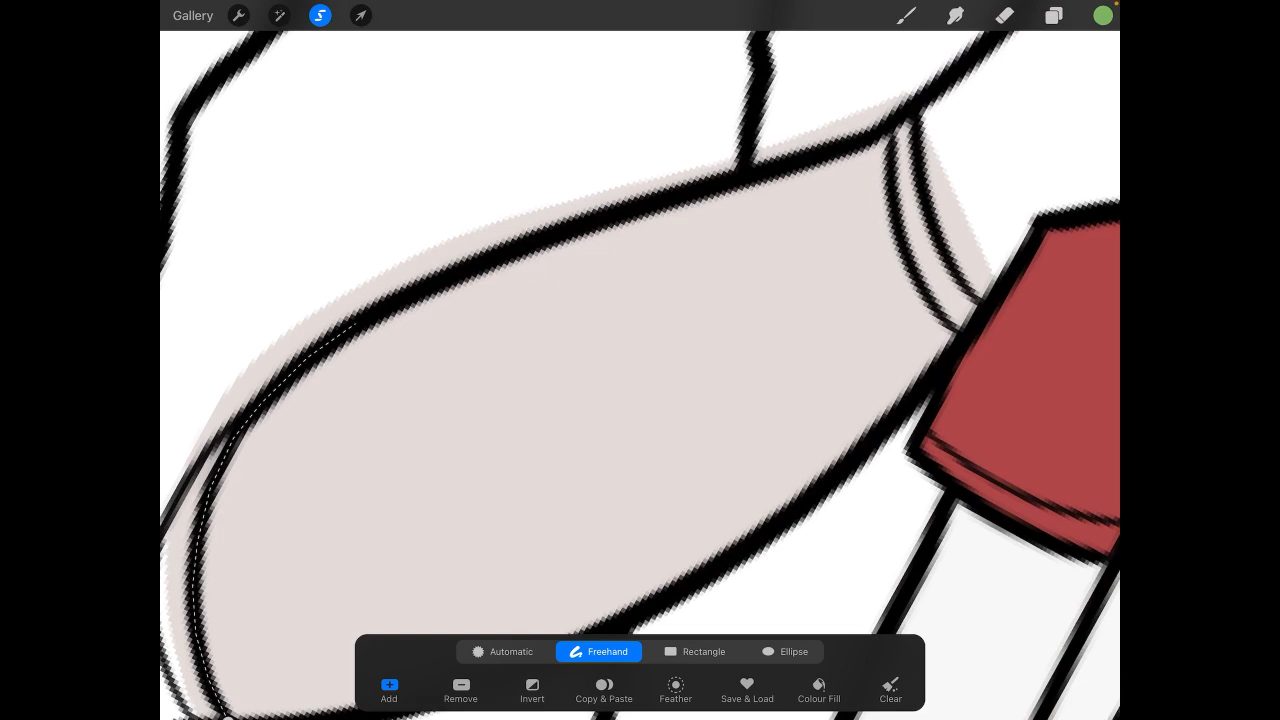 Gallery
Automatic Freehand Rectangle Ellipse
Add Remove Invert Copy & Paste Feather Save & Load Colour Fill Clear